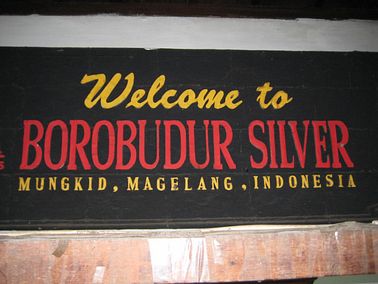 Welcome to
BOROBUDUR SILVER
MUNGKID, MAGELANG, INDONESIA